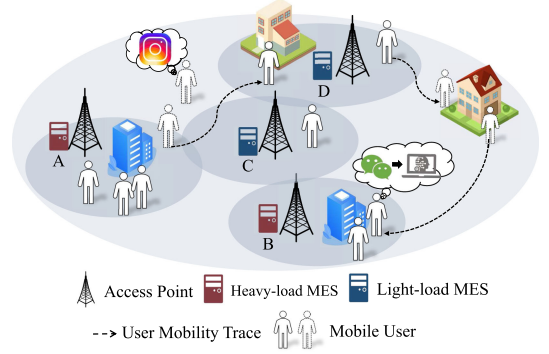 D
A
C
B
Access Point
Heavy-load MES
Light-load MES
User Mobility Trace
Mobile User